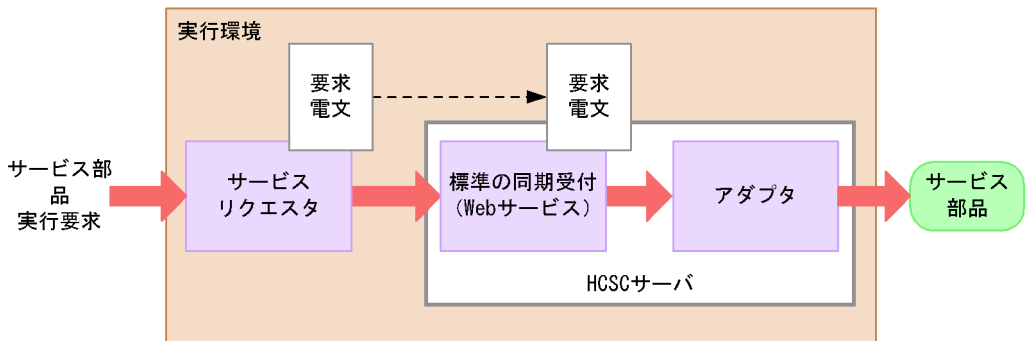 実行環境
要求
電文
要求
電文
サービス部
品
実行要求
サービス
リクエスタ
標準の同期受付
(Webサービス)
アダプタ
サービス
部品
HCSCサーバ